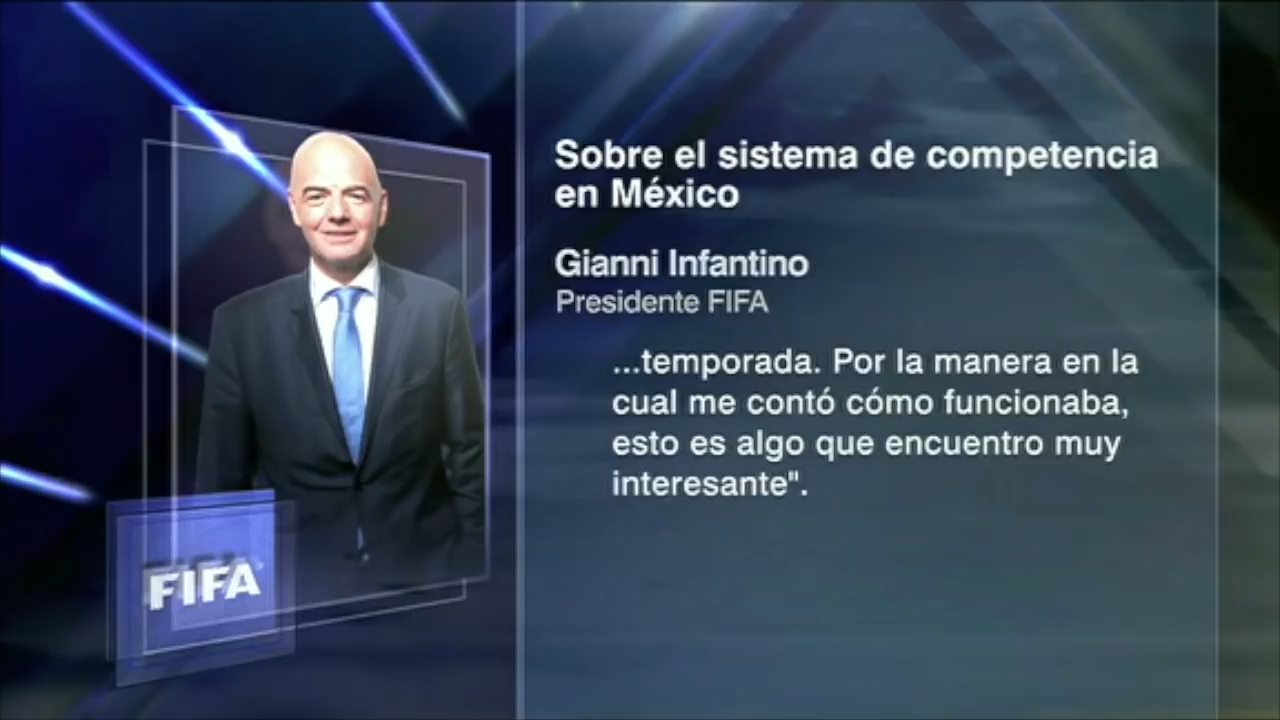 Sobre el sistema de competencia
en México
Gianni Infantino
Presidente FIFA
...temporada. Por la manera en la
cual me contó cómo funcionaba,
esto es algo que encuentro muy
interesante".
FIFA